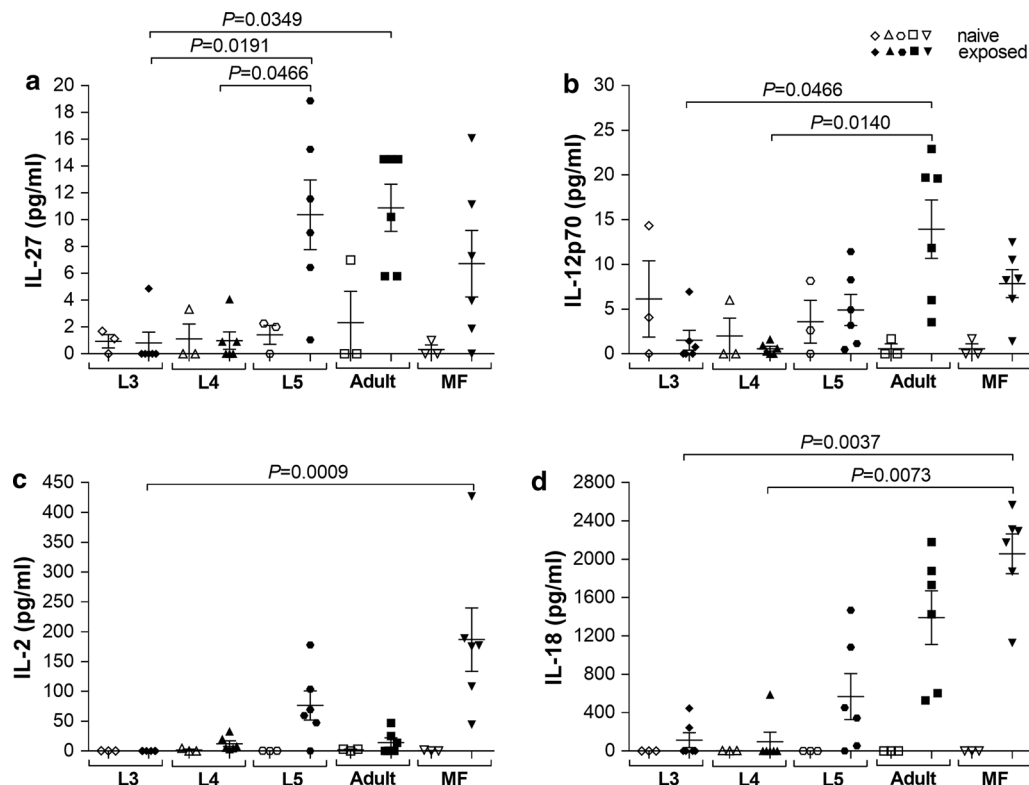 P=0.0349
P=0.0191
P=0.0466
a
IL-27 (pg/ml)
20
18
16
14
12
10
8
6
4
2
0
L3 L4 L5 Adult MF
naive
exposed
b
P=0.0466
P=0.0140
IL-12p70 (pg/ml)
30
25
20
15
10
5
0
L3 L4 L5 Adult MF
c
P=0.0009
IL-2 (pg/ml)
450
400
350
300
250
200
150
100
50
0
L3 L4 L5 Adult MF
d
P=0.0037
P=0.0073
IL-18 (pg/ml)
2800
2400
2000
1600
1200
800
400
0
L3 L4 L5 Adult MF